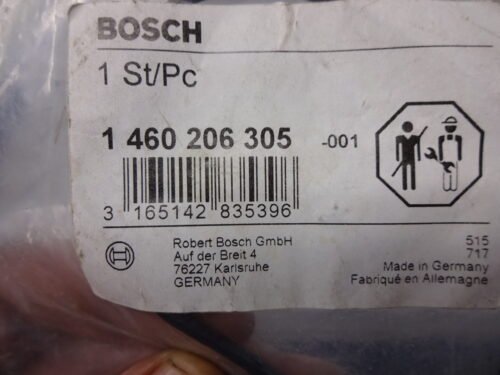 BOSCH
1 St/Pc
1 460 206 305 -001
3 165142 835396
Robert Bosch GmbH
Auf der Breit 4
76227 Karlsruhe
GERMANY
515
717
Made in Germany
Fabriqué en Allemagne